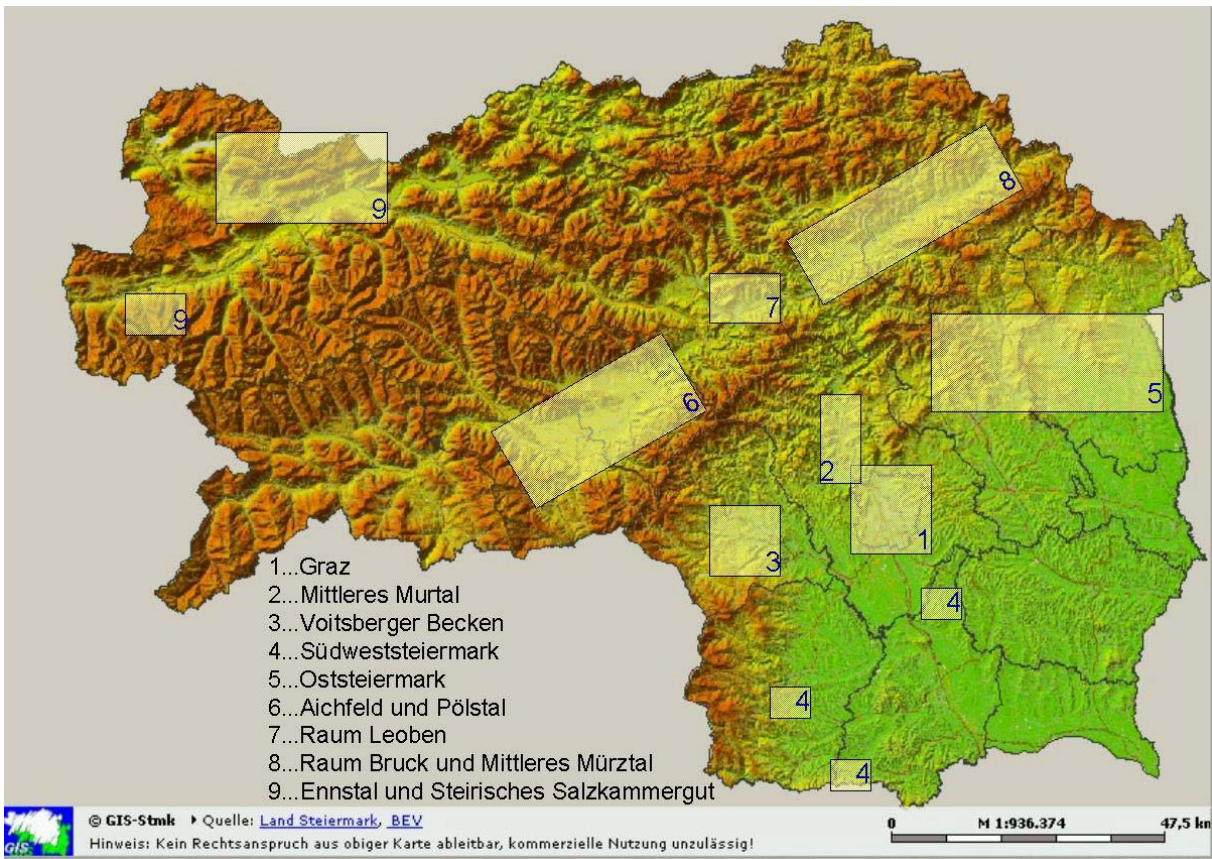 9
8
7
9
5
6
2
1
3
4
4
4
1...Graz
2...Mittleres Murtal
3...Voitsberger Becken
4...Südweststeiermark
5...Oststeiermark
6...Aichfeld und Pölstal
7...Raum Leoben
8...Raum Bruck und Mittleres Mürztal
9...Ennstal und Steirisches Salzkammergut
GIS
© GIS-Stmk Quelle: Land Steiermark, BEV
Hinweis: Kein Rechtsanspruch aus obiger Karte ableitbar, kommerzielle Nutzung unzulässig!
0 M 1:936.374 47,5 km